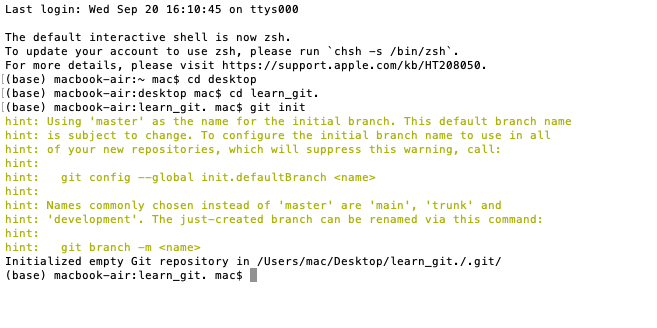 Last login: Wed Sep 20 16:10:45 on ttys000

The default interactive shell is now zsh.
To update your account to use zsh, please run `chsh -s /bin/zsh`.
For more details, please visit https://support.apple.com/kb/HT208050.
[(base) macbook-air:~ mac$ cd desktop
[(base) macbook-air:desktop mac$ cd learn_git.
[(base) macbook-air:learn_git. mac$ git init
hint: Using 'master' as the name for the initial branch. This default branch name
hint: is subject to change. To configure the initial branch name to use in all
hint: of your new repositories, which will suppress this warning, call:
hint:
hint:   git config --global init.defaultBranch <name>
hint:
hint: Names commonly chosen instead of 'master' are 'main', 'trunk' and
hint: 'development'. The just-created branch can be renamed via this command:
hint:
hint:   git branch -m <name>
Initialized empty Git repository in /Users/mac/Desktop/learn_git./.git/
(base) macbook-air:learn_git. mac$